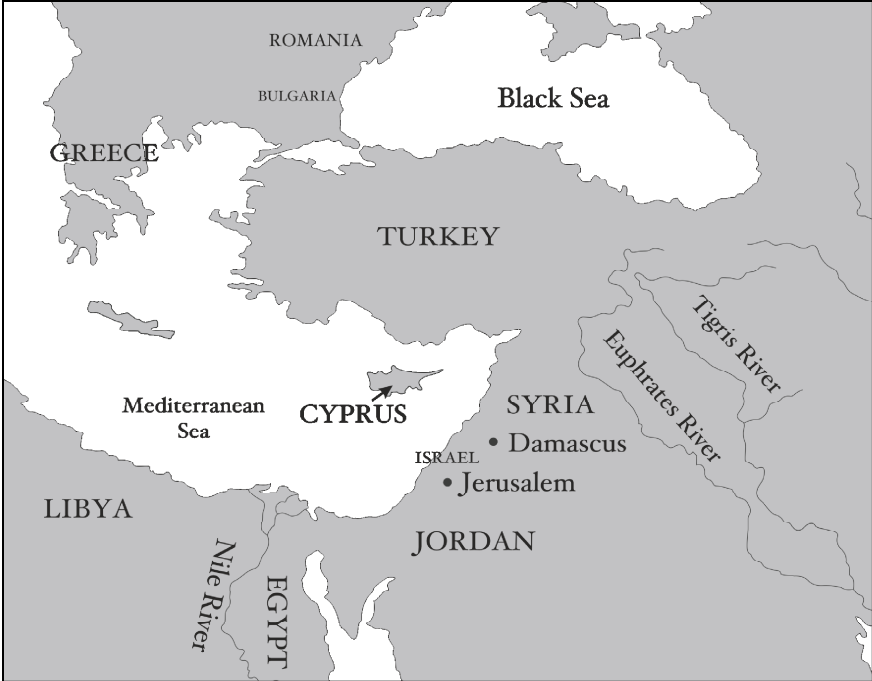 ROMANIA
BULGARIA
Black Sea
GREECE
TURKEY
Tigris River
Euphrates River
Mediterranean
Sea
CYPRUS
SYRIA
Damascus
ISRAEL
Jerusalem
LIBYA
JORDAN
Nile River
EGYPT